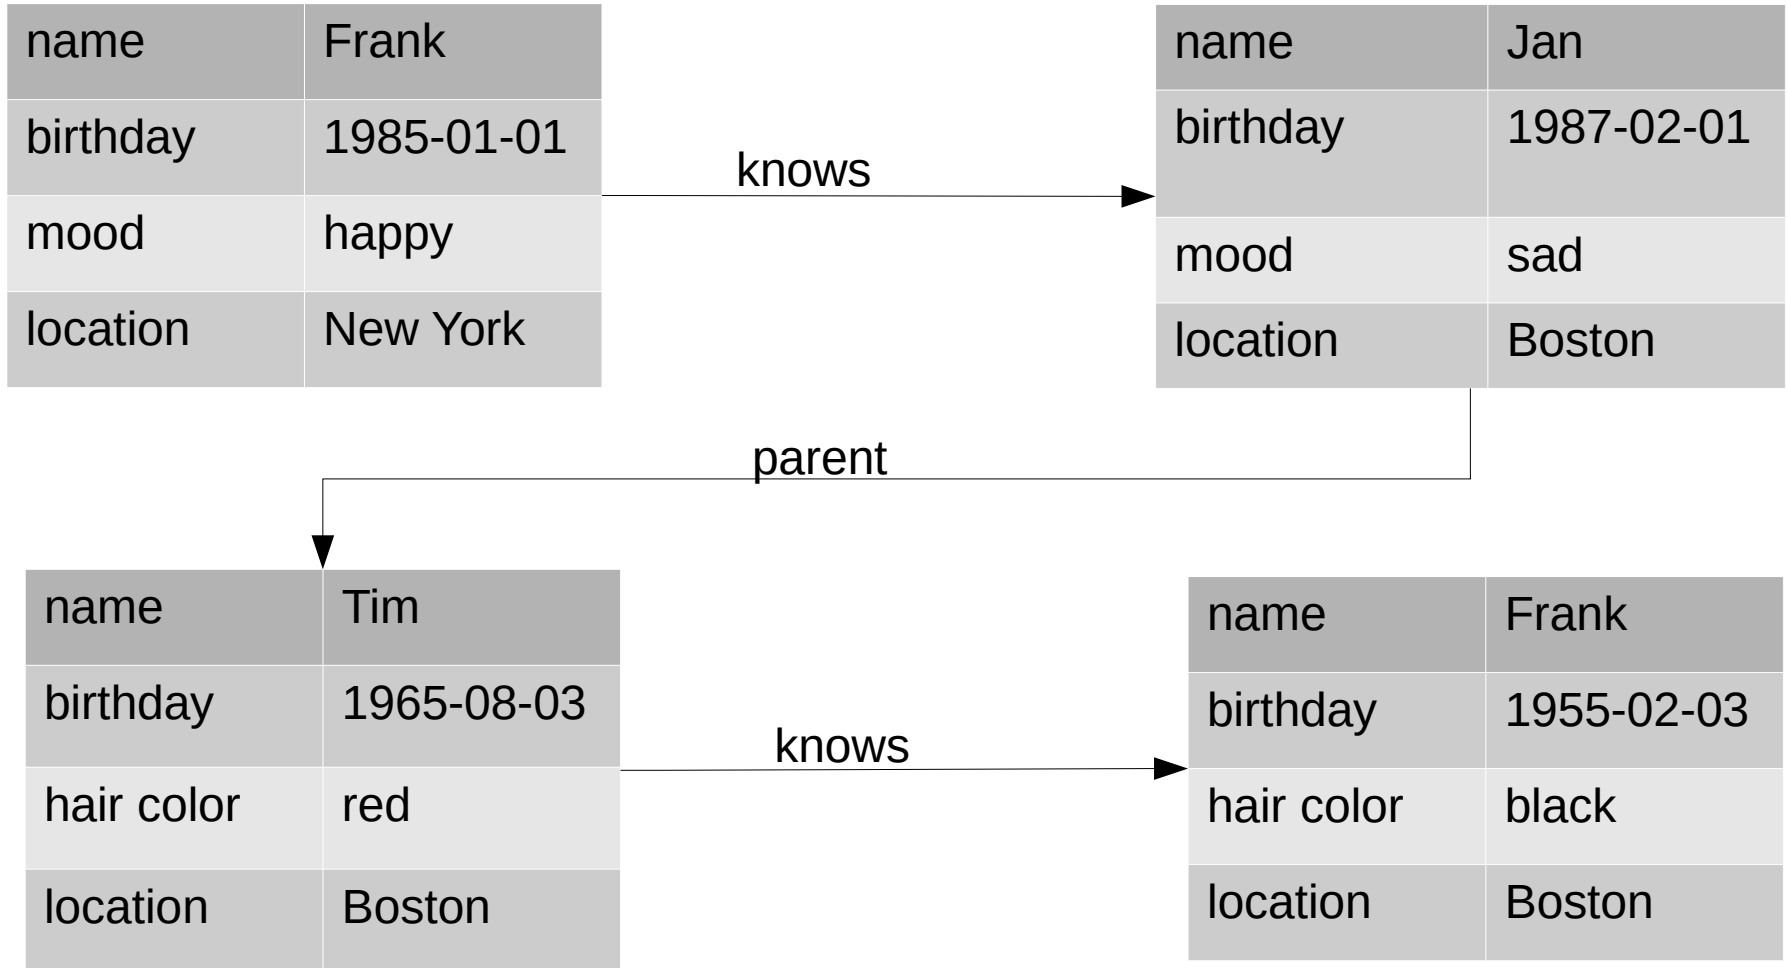 name Frank
birthday 1985-01-01
mood happy
location New York
knows
name Jan
birthday 1987-02-01
mood sad
location Boston
parent
name Tim
birthday 1965-08-03
hair color red
location Boston
knows
name Frank
birthday 1955-02-03
hair color black
location Boston